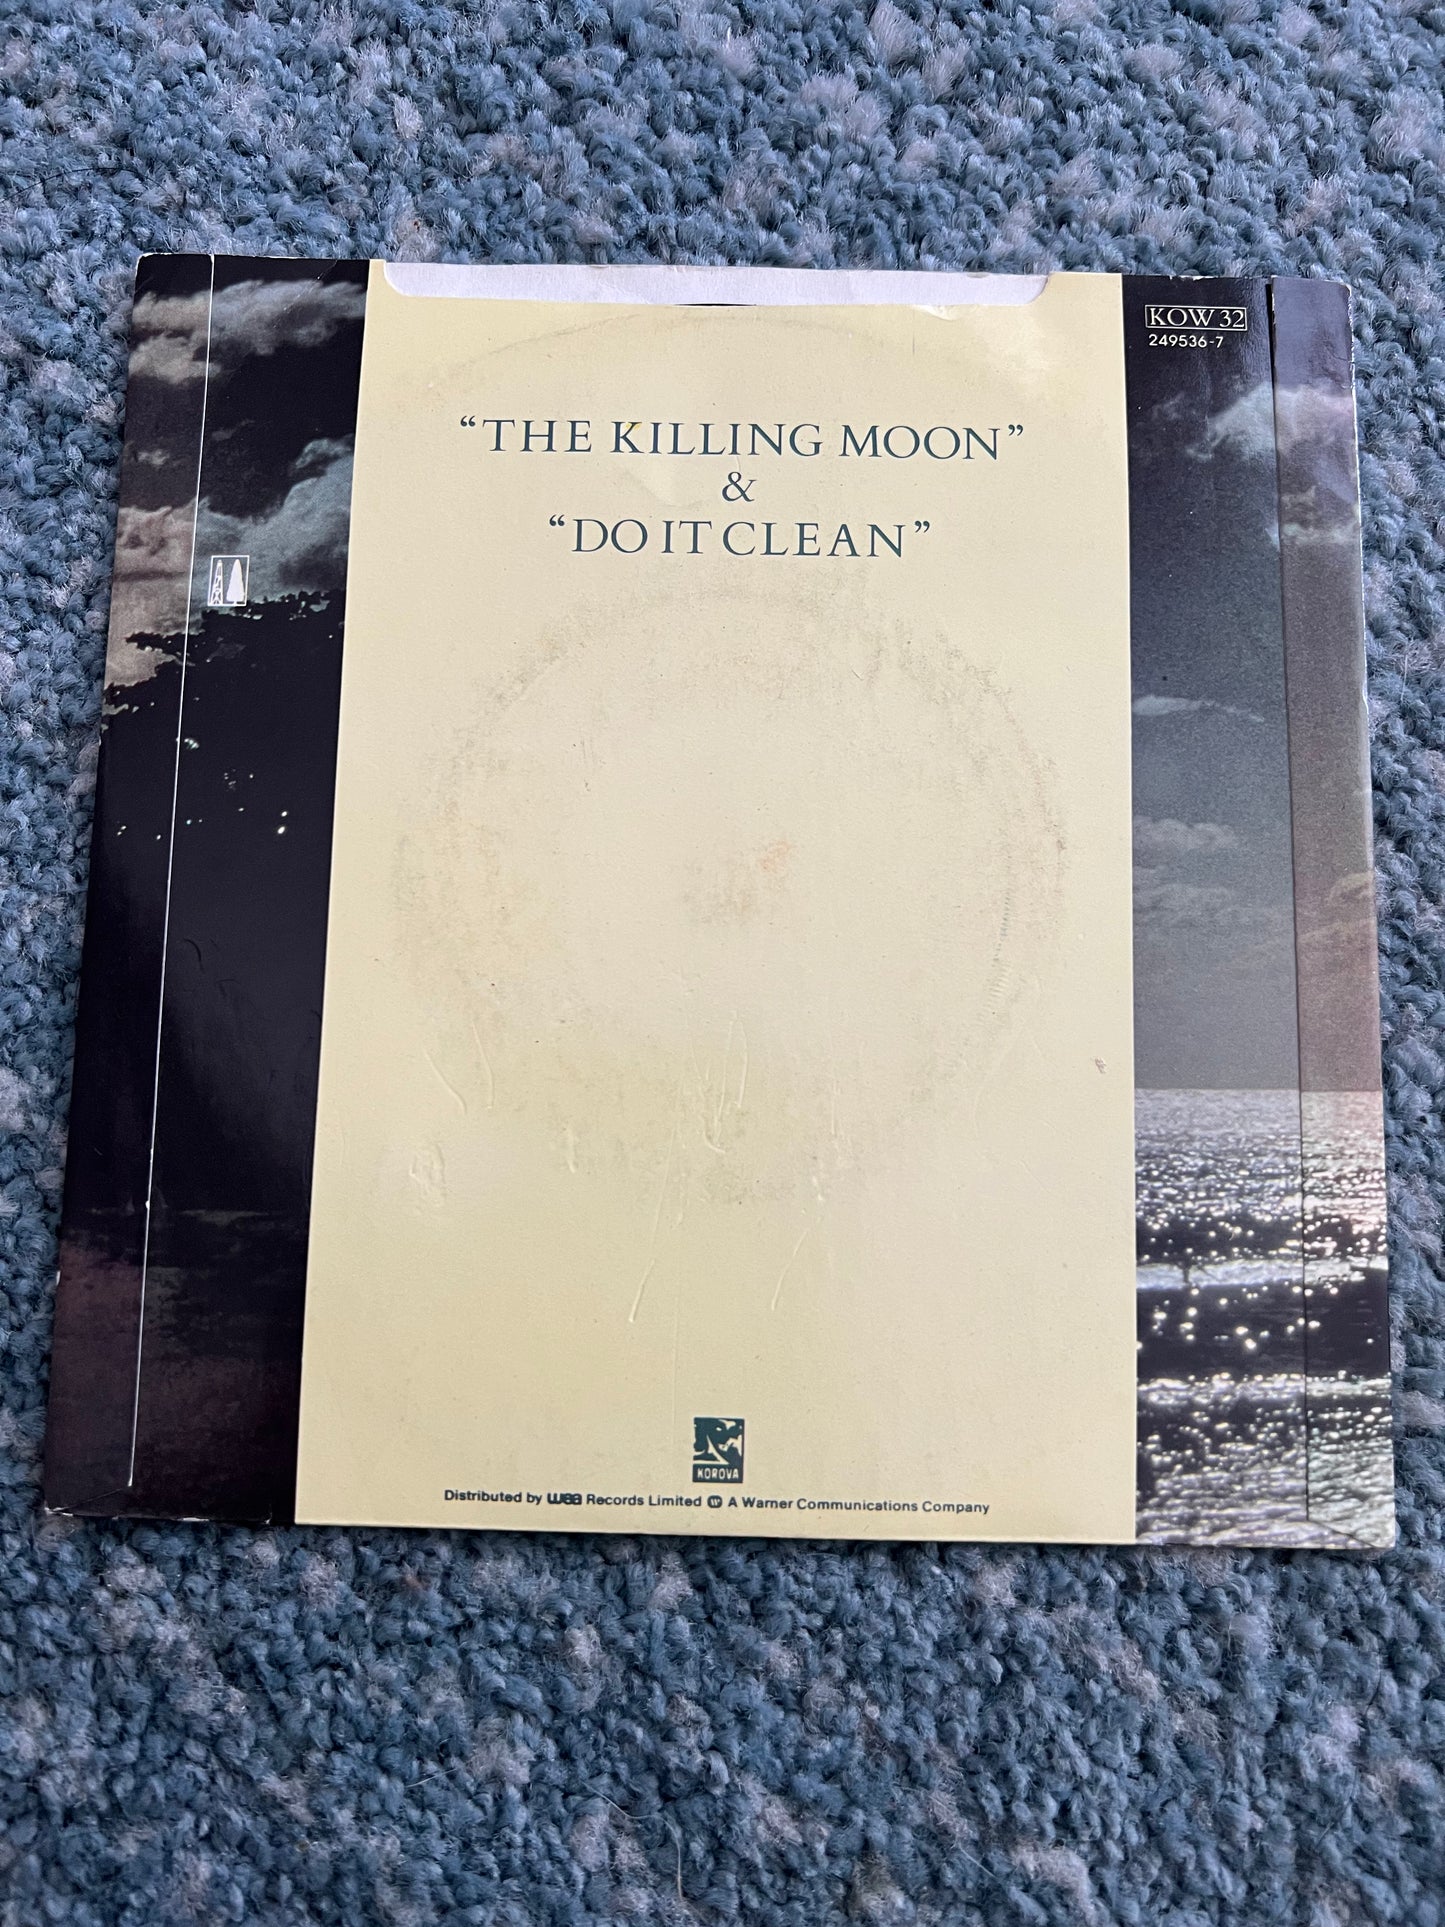 KOW 32
249536-7
“THE KILLING MOON”
&
“DO IT CLEAN”
KOROVA
Distributed by wea Records Limited W A Warner Communications Company